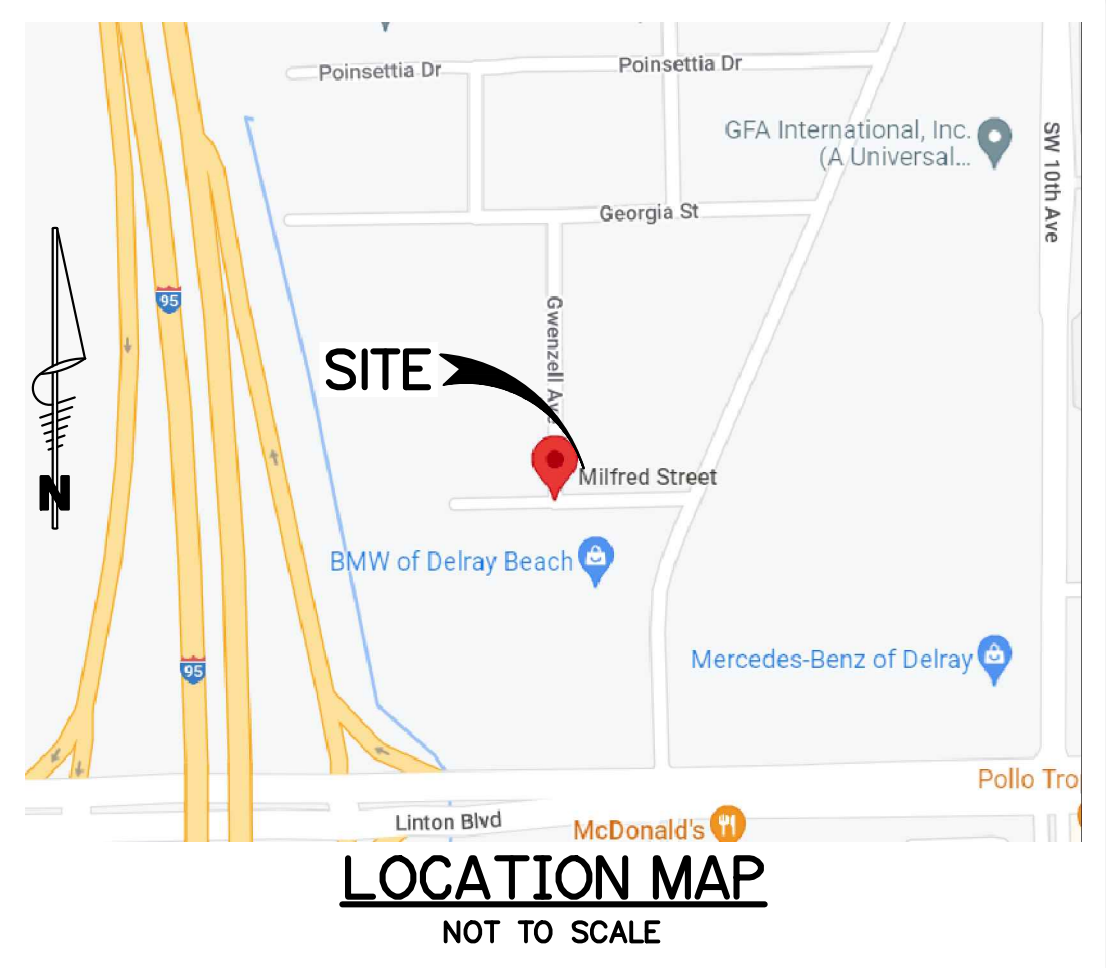 Poinsettia Dr
Poinsettia Dr
GFA International, Inc.
(A Universal...
SW 10th Ave
Georgia St
95
Gwenzell Ave
SITE
Milfred Street
N
BMW of Delray Beach
95
Mercedes-Benz of Delray
Pollo Tro
Linton Blvd
McDonald's
LOCATION MAP
NOT TO SCALE